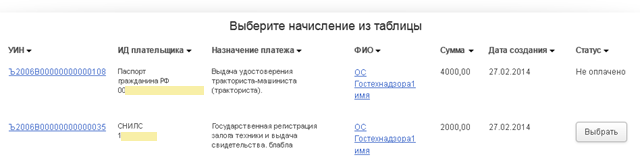 Выберите начисление из таблицы
УИН ИД плательщика Назначение платежа ФИО Сумма Дата создания Статус
Ъ2006В00000000000108 Паспорт гражданина РФ 00 Выдача удостоверения тракториста-машиниста (тракториста). ОС Гостехнадзора1 имя 4000,00 27.02.2014 Не оплачено
Ъ2006В00000000000035 СНИЛС 1 Государственная регистрация залога техники и выдача свидетельства. блабла ОС Гостехнадзора1 имя 2000,00 27.02.2014 Выбрать